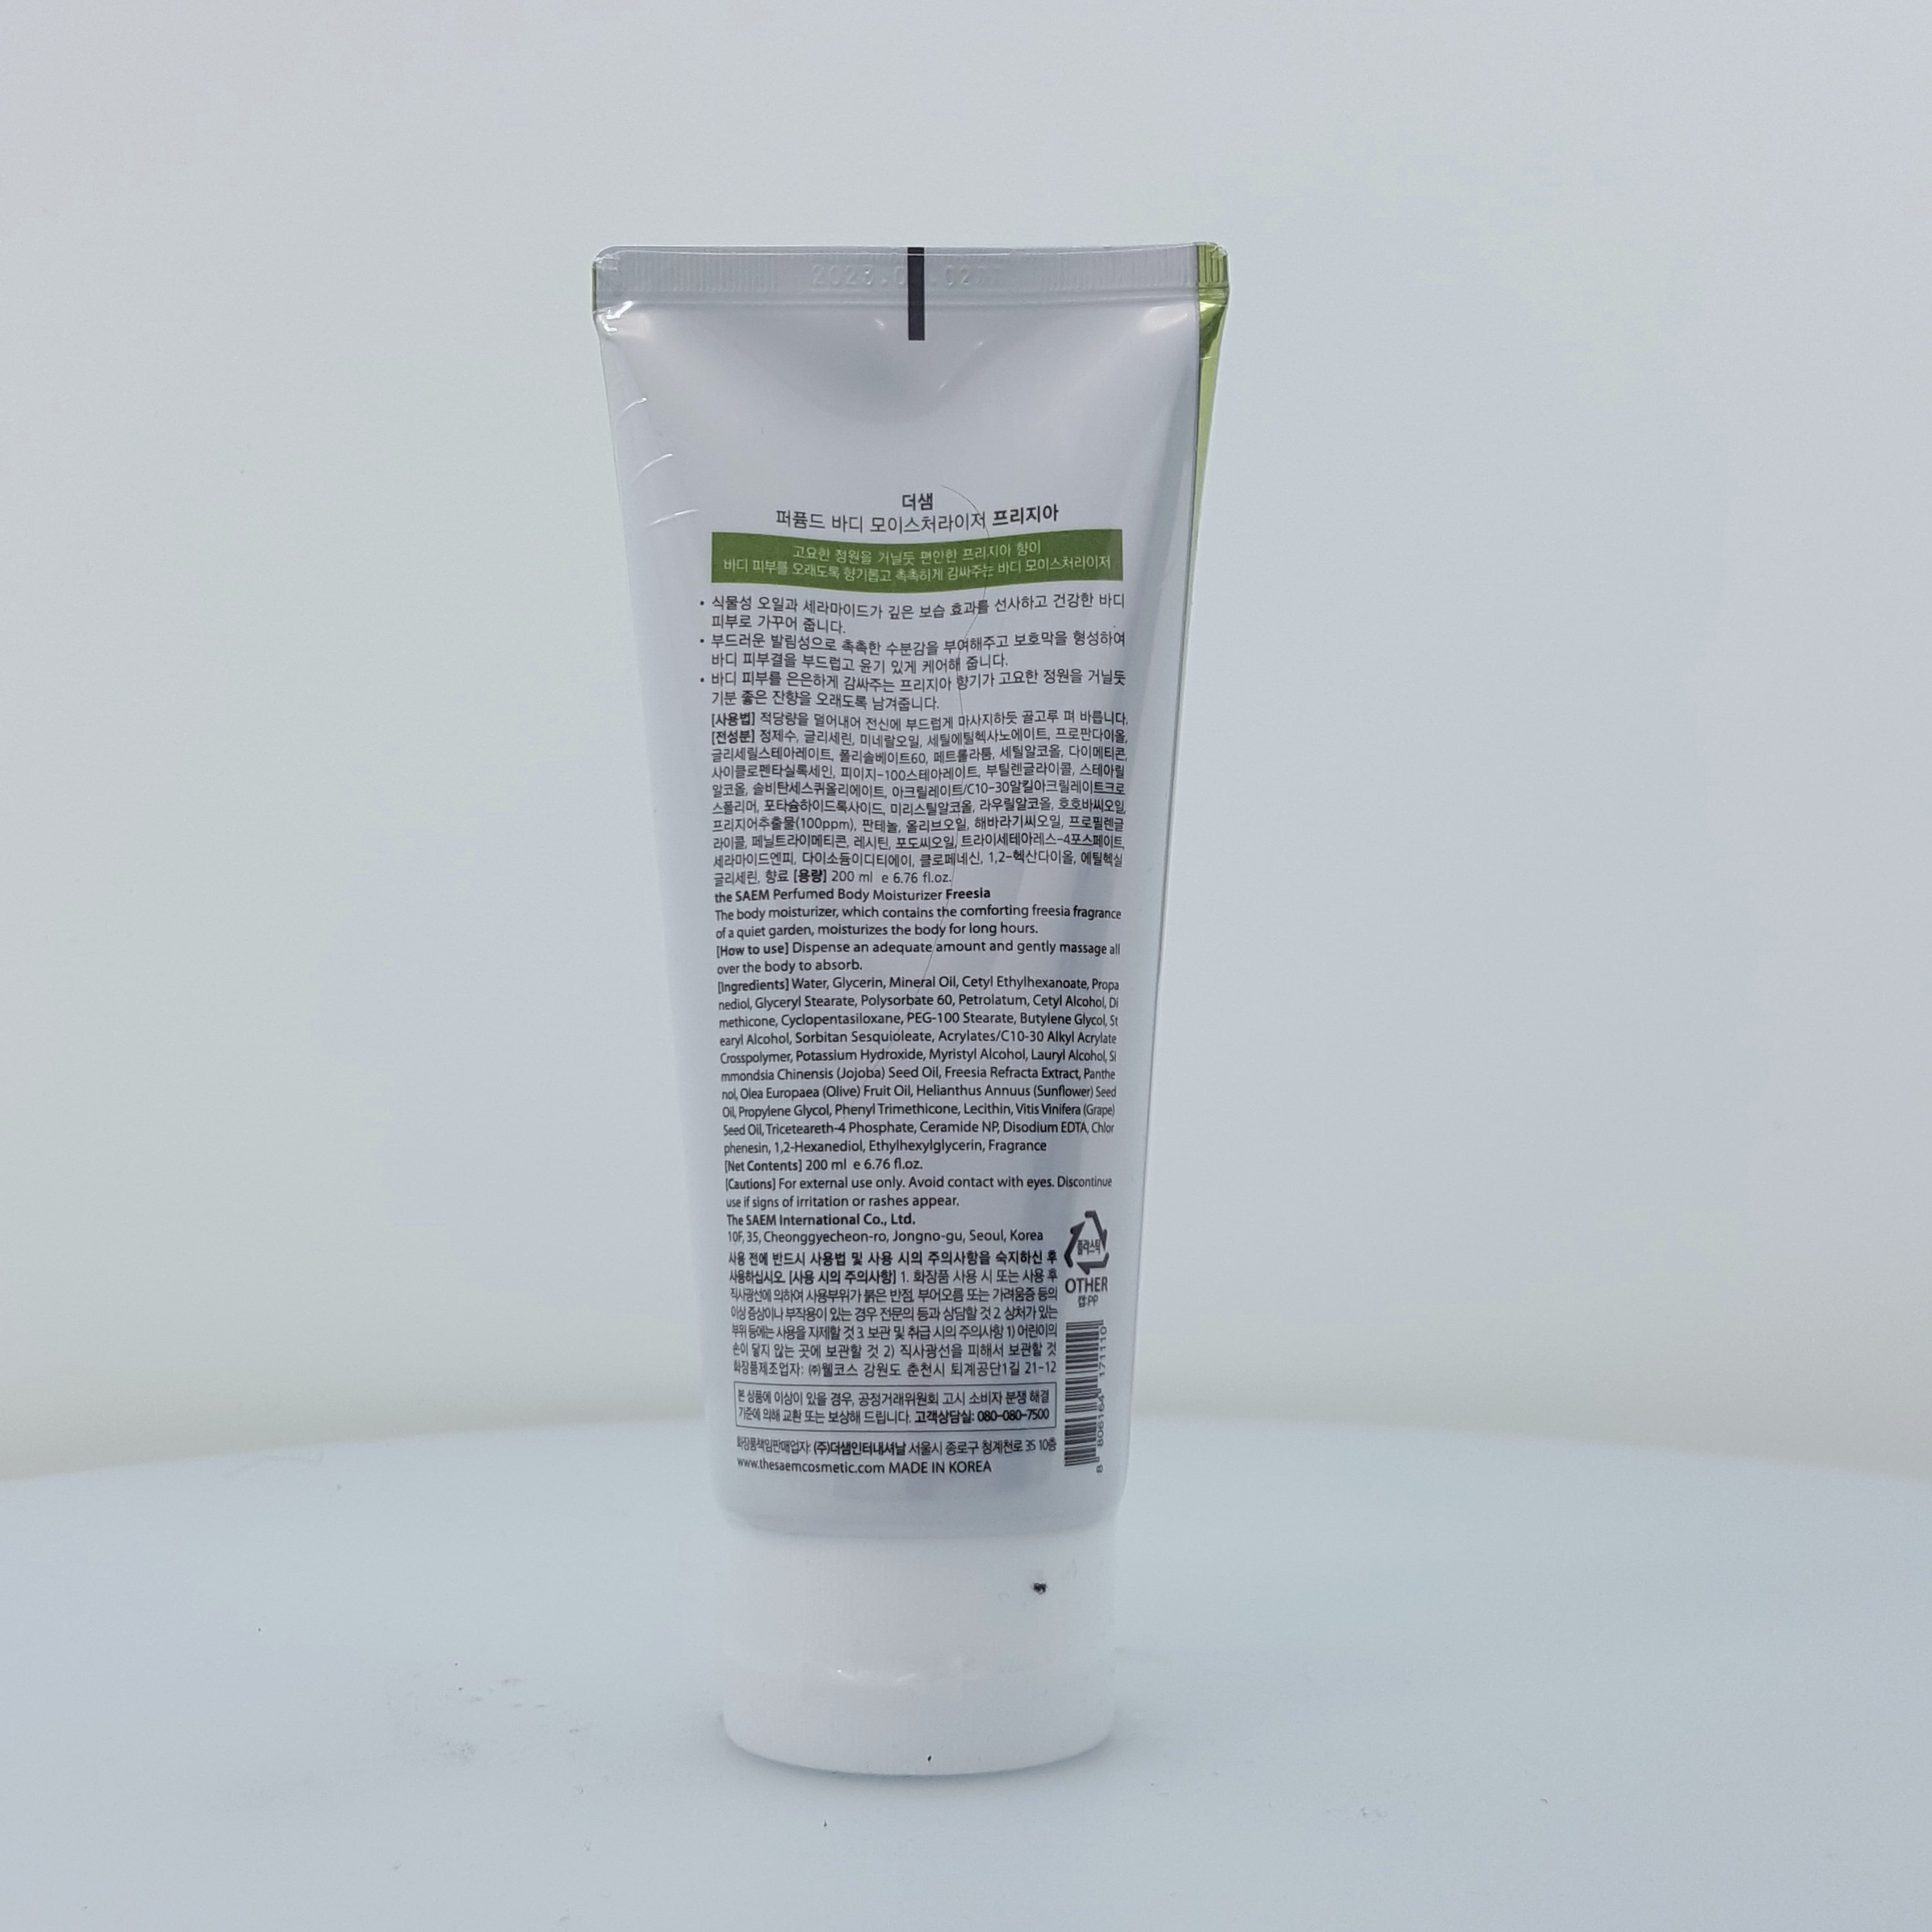 더샘
퍼퓸드 바디 모이스처라이저 프리지아
고요한 정원을 거닐듯 편안한 프리지아 향이
바디 피부를 오래도록 향기롭고 촉촉하게 감싸주는 바디 모이스처라이저
• 식물성 오일과 세라마이드가 깊은 보습 효과를 선사하고 건강한 바디
피부로 가꾸어 줍니다.
• 부드러운 발림성으로 촉촉한 수분감을 부여해주고 보호막을 형성하여
바디 피부결을 부드럽고 윤기 있게 케어해 줍니다.
• 바디 피부를 은은하게 감싸주는 프리지아 향기가 고요한 정원을 거닐듯
기분 좋은 잔향을 오래도록 남겨줍니다.
[사용법] 적당량을 덜어내어 전신에 부드럽게 마사지하듯 골고루 펴 바릅니다.
[전성분] 정제수, 글리세린, 미네랄오일, 세틸에틸헥사노에이트, 프로판다이올,
글리세릴스테아레이트, 폴리솔베이트60, 페트롤라툼, 세틸알코올, 다이메티콘,
사이클로펜타실록세인, 피이지-100스테아레이트, 부틸렌글라이콜, 스테아릴
알코올, 솔비탄세스퀴올리에이트, 아크릴레이트/C10-30알킬아크릴레이트크로
스폴리머, 포타슘하이드록사이드, 미리스틸알코올, 라우릴알코올, 호호바씨오일,
프리지어추출물(100ppm), 판테놀, 올리브오일, 해바라기씨오일, 프로필렌글
라이콜, 페닐트라이메티콘, 레시틴, 포도씨오일, 트라이세테아레스-4포스페이트,
세라마이드엔피, 다이소듐이디티에이, 클로페네신, 1,2-헥산다이올, 에틸헥실
글리세린, 향료 [용량] 200 ml e 6.76 fl.oz.
the SAEM Perfumed Body Moisturizer Freesia
The body moisturizer, which contains the comforting freesia fragrance
of a quiet garden, moisturizes the body for long hours.
[How to use] Dispense an adequate amount and gently massage all
over the body to absorb.
[Ingredients] Water, Glycerin, Mineral Oil, Cetyl Ethylhexanoate, Propa
nediol, Glyceryl Stearate, Polysorbate 60, Petrolatum, Cetyl Alcohol, Di
methicone, Cyclopentasiloxane, PEG-100 Stearate, Butylene Glycol, St
earyl Alcohol, Sorbitan Sesquioleate, Acrylates/C10-30 Alkyl Acrylate
Crosspolymer, Potassium Hydroxide, Myristyl Alcohol, Lauryl Alcohol, Si
mmondsia Chinensis (Jojoba) Seed Oil, Freesia Refracta Extract, Panthe
nol, Olea Europaea (Olive) Fruit Oil, Helianthus Annuus (Sunflower) Seed
Oil, Propylene Glycol, Phenyl Trimethicone, Lecithin, Vitis Vinifera (Grape)
Seed Oil, Triceteareth-4 Phosphate, Ceramide NP, Disodium EDTA, Chlor
phenesin, 1,2-Hexanediol, Ethylhexylglycerin, Fragrance
[Net Contents] 200 ml e 6.76 fl.oz.
[Cautions] For external use only. Avoid contact with eyes. Discontinue
use if signs of irritation or rashes appear.
The SAEM International Co., Ltd.
10F, 35, Cheonggyecheon-ro, Jongno-gu, Seoul, Korea
사용 전에 반드시 사용법 및 사용 시의 주의사항을 숙지하신 후
사용하십시오. [사용 시의 주의사항] 1. 화장품 사용 시 또는 사용 후
직사광선에 의하여 사용부위가 붉은 반점, 부어오름 또는 가려움증 등의
이상 증상이나 부작용이 있는 경우 전문의 등과 상담할 것 2. 상처가 있는
부위 등에는 사용을 자제할 것 3. 보관 및 취급 시의 주의사항 1) 어린이의
손이 닿지 않는 곳에 보관할 것 2) 직사광선을 피해서 보관할 것
화장품제조업자: ㈜웰코스 강원도 춘천시 퇴계공단1길 21-12
본 상품에 이상이 있을 경우, 공정거래위원회 고시 소비자 분쟁 해결
기준에 의해 교환 또는 보상해 드립니다. 고객상담실: 080-080-7500
화장품책임판매업자: (주)더샘인터내셔날 서울시 종로구 청계천로 35 10층
www.thesaemcosmetic.com MADE IN KOREA
플라스틱
OTHER
캡:PP
8 806164 171110